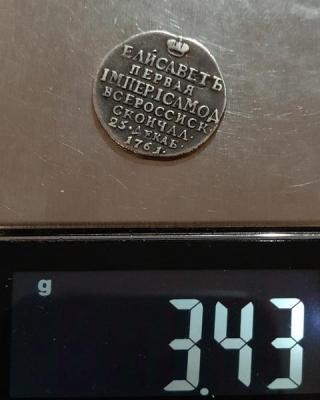 ЕЛИСАВЕТЪ
ПЕРВАЯ
IМПЕРIСАМОД
ВСЕРОССИСК.
СКОНЧАЛ.
25. ДЕКАБ.
1761.
g
3.43